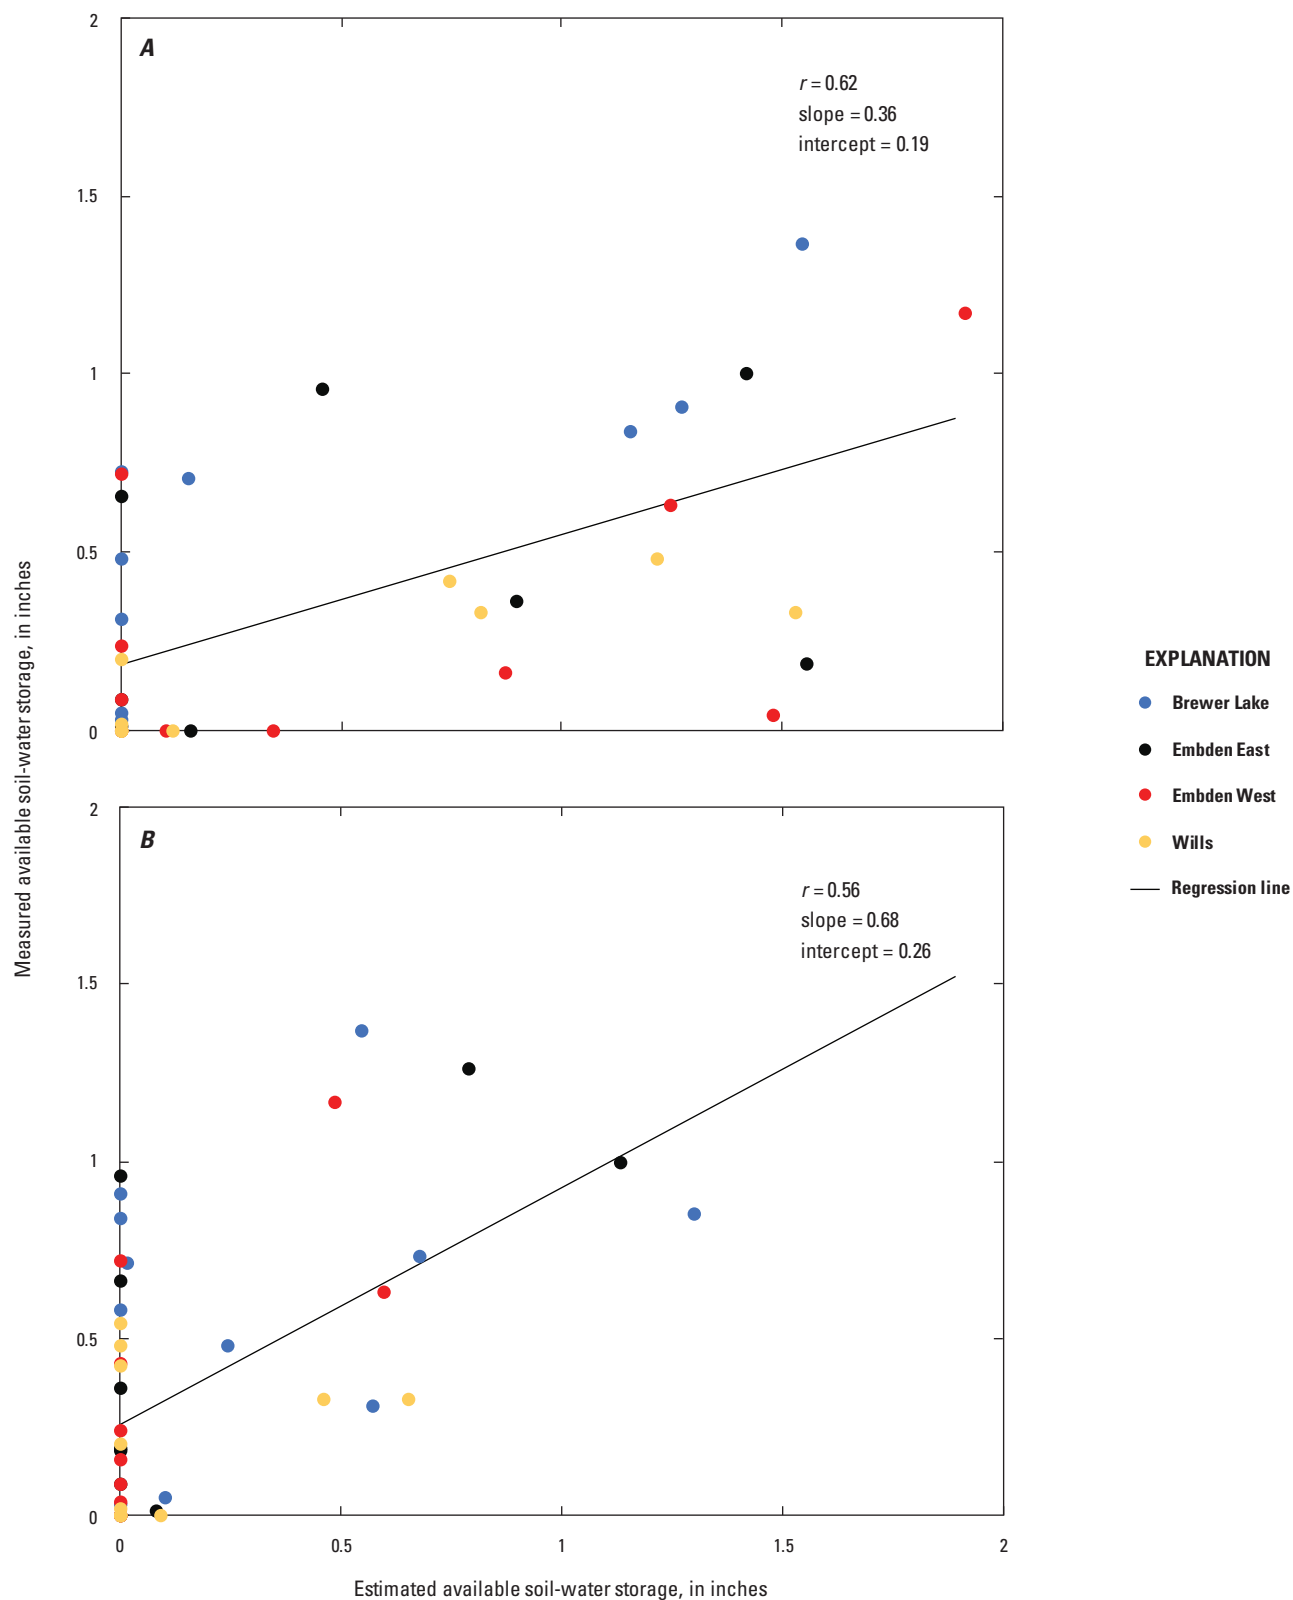 Measured available soil-water storage, in inches
A
2
1.5
1
0.5
0
r = 0.62
slope = 0.36
intercept = 0.19
B
2
1.5
1
0.5
0
r = 0.56
slope = 0.68
intercept = 0.26
0 0.5 1 1.5 2
Estimated available soil-water storage, in inches
EXPLANATION
Brewer Lake
Embden East
Embden West
Wills
Regression line